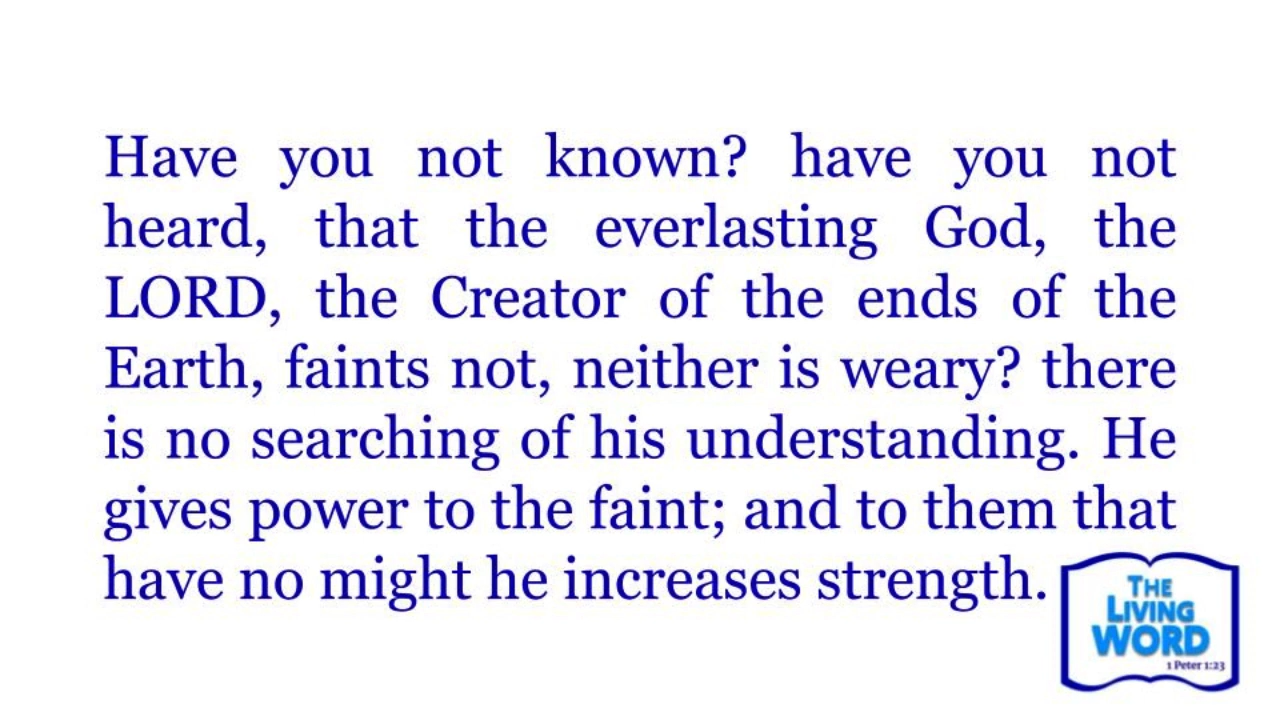 Have you not known? have you not
heard, that the everlasting God, the
LORD, the Creator of the ends of the
Earth, faints not, neither is weary? there
is no searching of his understanding. He
gives power to the faint; and to them that
have no might he increases strength.
THE
LIVING
WORD
1 Peter 1:23